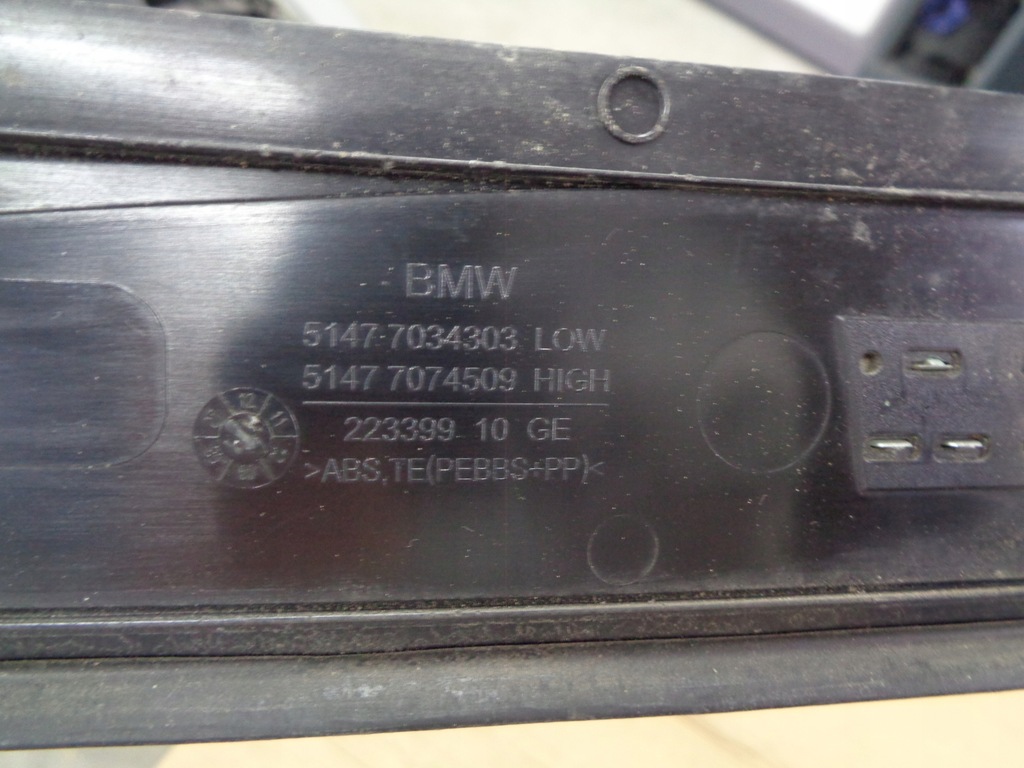 BMW
5147 7034303 LOW
5147 7074509 HIGH
223399 10 GE
>ABS,TE(PEBBS+PP)<